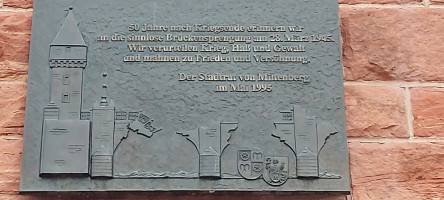 50 Jahre nach Kriegsende erinnern wir
an die sinnlose Brückensprengung am 28. März 1945.
Wir verurteilen Krieg, Haß und Gewalt
und mahnen zu Frieden und Versöhnung.
Der Stadtrat von Miltenberg
im Mai 1995